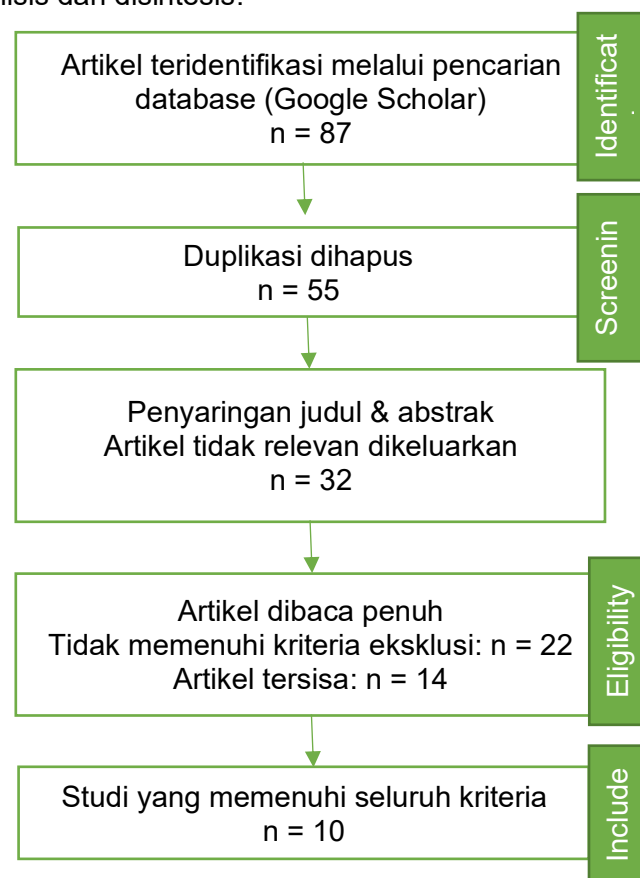 dan disintesis.
Artikel teridentifikasi melalui pencarian
database (Google Scholar)
n = 87
Identificat
Duplikasi dihapus
n = 55
Screenin
Penyaringan judul & abstrak
Artikel tidak relevan dikeluarkan
n = 32
Artikel dibaca penuh
Tidak memenuhi kriteria eksklusi: n = 22
Artikel tersisa: n = 14
Eligibility
Studi yang memenuhi seluruh kriteria
n = 10
Include